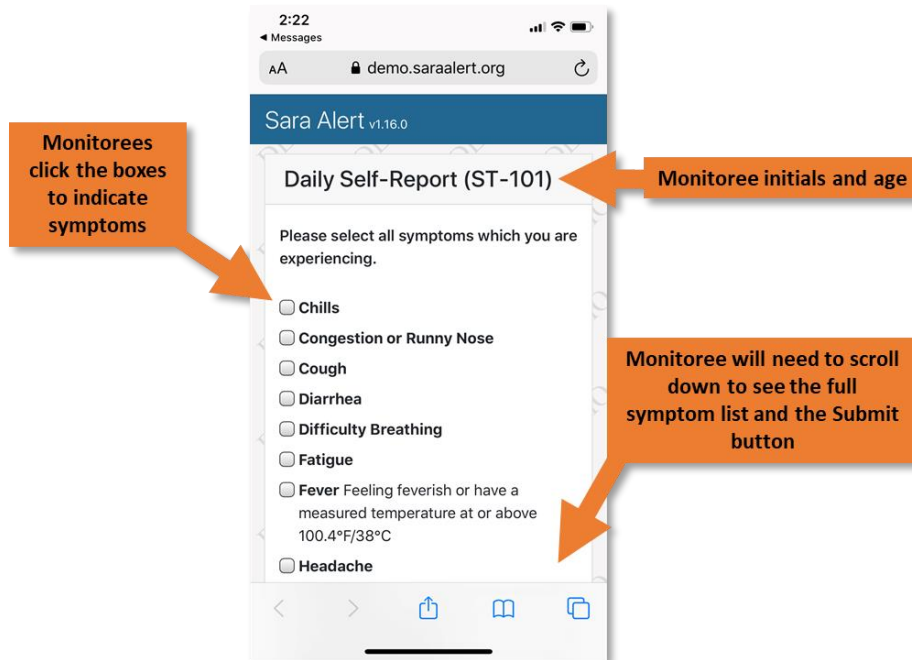 2:22
Messages
AA demo.saraalert.org
Sara Alert v1.16.0
Daily Self-Report (ST-101)
Please select all symptoms which you are
experiencing.
Chills
Congestion or Runny Nose
Cough
Diarrhea
Difficulty Breathing
Fatigue
Fever Feeling feverish or have a
measured temperature at or above
100.4°F/38°C
Headache
Monitorees
click the boxes
to indicate
symptoms
Monitoree initials and age
Monitoree will need to scroll
down to see the full
symptom list and the Submit
button